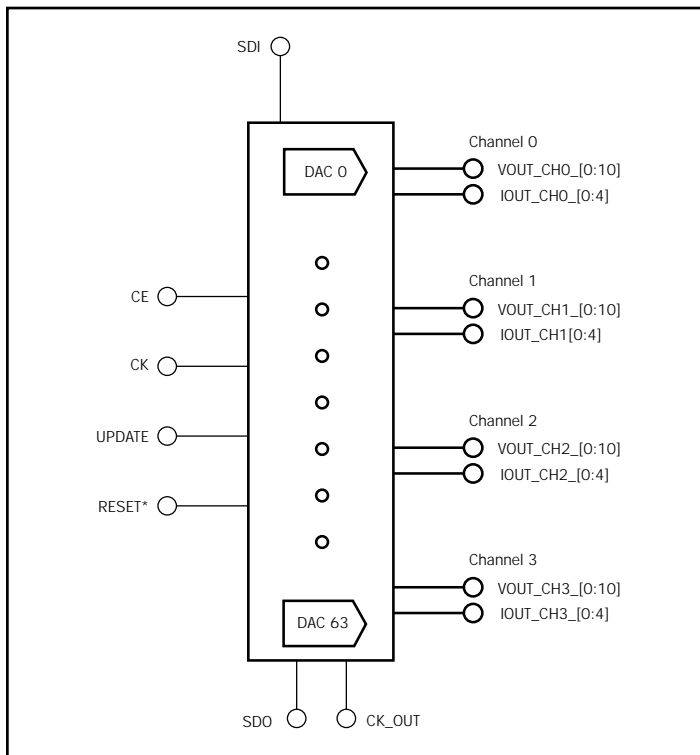 SDI
Channel 0
DAC 0
VOUT_CH0_[0:10]
IOUT_CH0_[0:4]
Channel 1
CE
VOUT_CH1_[0:10]
IOUT_CH1[0:4]
CK
Channel 2
UPDATE
VOUT_CH2_[0:10]
IOUT_CH2_[0:4]
RESET*
Channel 3
VOUT_CH3_[0:10]
IOUT_CH3_[0:4]
DAC 63
SDO
CK_OUT